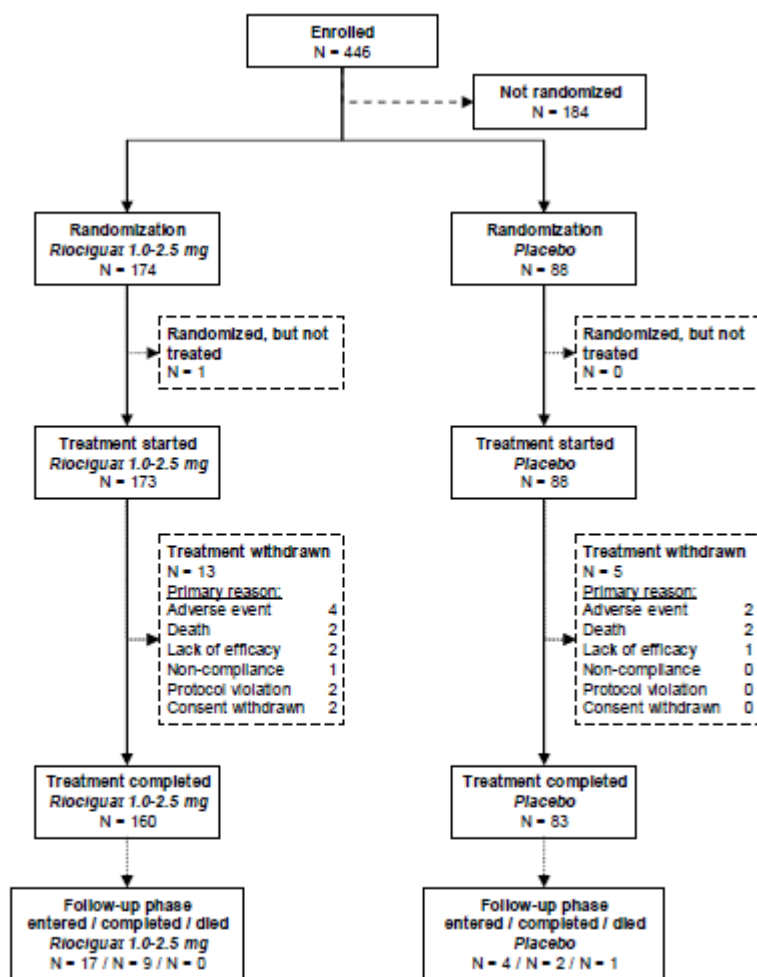 Enrolled
N = 446
Not randomized
N = 184
Randomization
Riociguat 1.0-2.5 mg
N = 174
Randomization
Placebo
N = 88
Randomized, but not
treated
N = 1
Randomized, but not
treated
N = 0
Treatment started
Riociguat 1.0-2.5 mg
N = 173
Treatment started
Placebo
N = 88
Treatment withdrawn
N = 13
Primary reason:
Adverse event 4
Death 2
Lack of efficacy 2
Non-compliance 1
Protocol violation 2
Consent withdrawn 2
Treatment withdrawn
N = 5
Primary reason:
Adverse event 2
Death 2
Lack of efficacy 1
Non-compliance 0
Protocol violation 0
Consent withdrawn 0
Treatment completed
Riociguat 1.0-2.5 mg
N = 160
Treatment completed
Placebo
N = 83
Follow-up phase
entered / completed / died
Riociguat 1.0-2.5 mg
N = 17 / N = 9 / N = 0
Follow-up phase
entered / completed / died
Placebo
N = 4 / N = 2 / N = 1